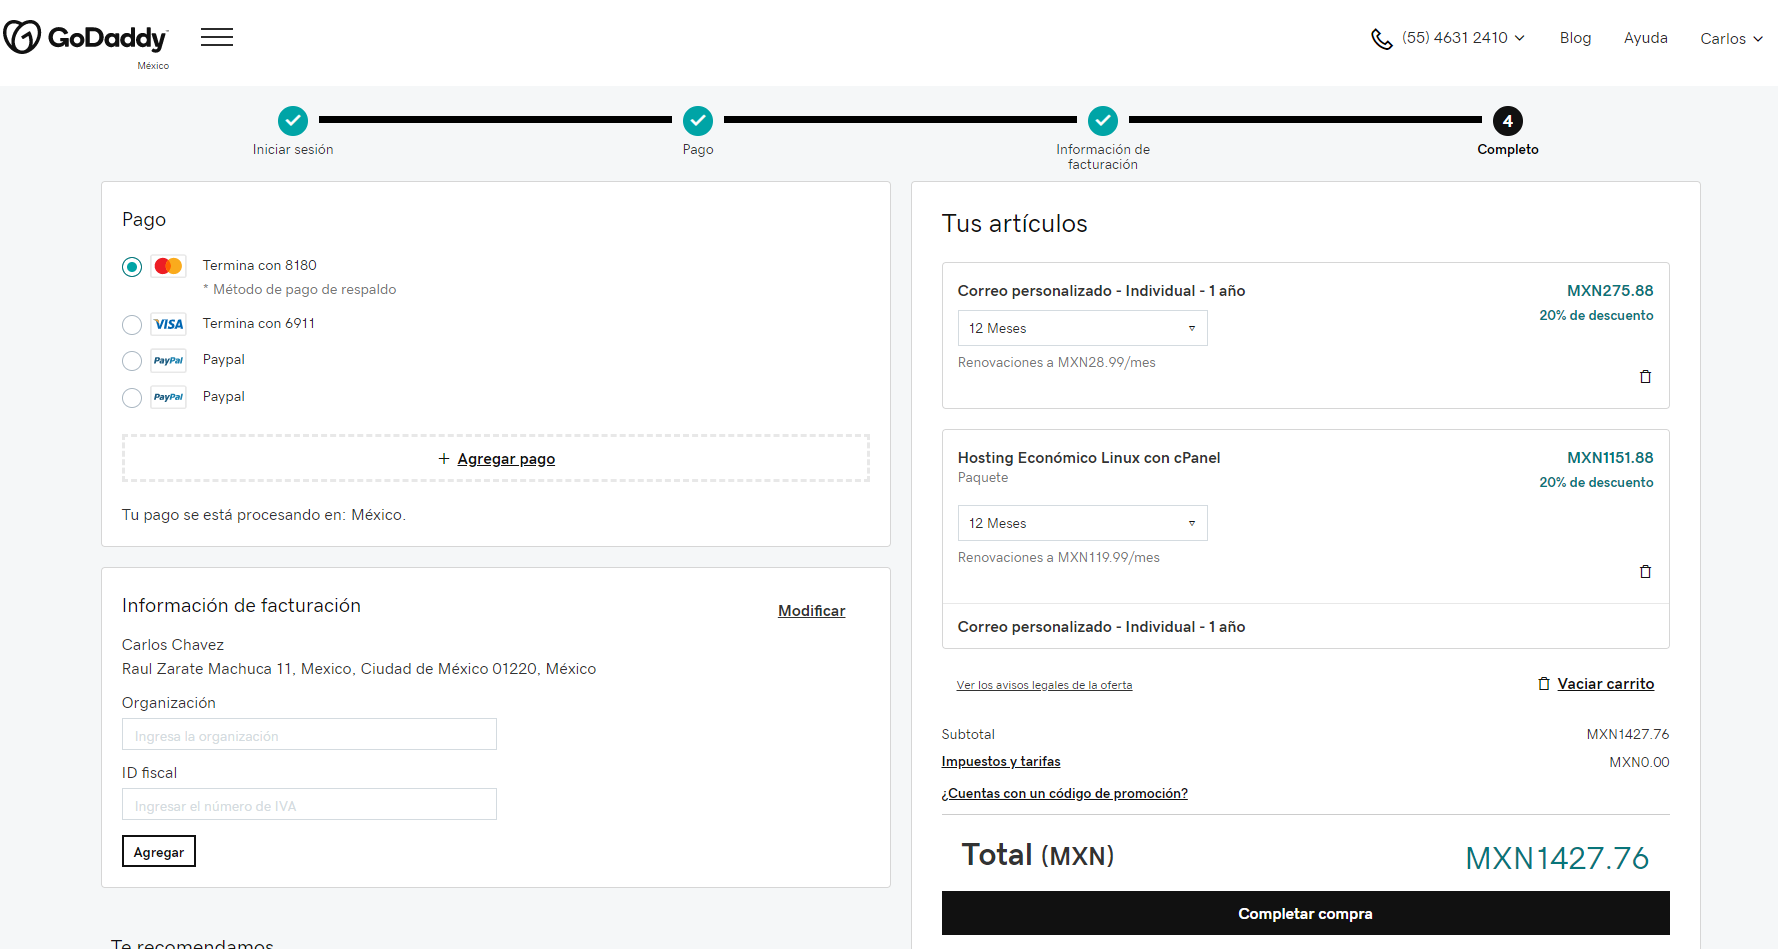 GoDaddy
México
(55) 4631 2410
Blog
Ayuda
Carlos
4
Iniciar sesión
Pago
Información de
facturación
Completo
Pago
Termina con 8180
* Método de pago de respaldo
VISA
Termina con 6911
PayPal
Paypal
PayPal
Paypal
+ Agregar pago
Tu pago se está procesando en: México.
Información de facturación
Modificar
Carlos Chavez
Raul Zarate Machuca 11, Mexico, Ciudad de México 01220, México
Organización
Ingresa la organización
ID fiscal
Ingresar el número de IVA
Agregar
Te recomendamos
Tus artículos
Correo personalizado - Individual - 1 año
MXN275.88
20% de descuento
12 Meses
Renovaciones a MXN28.99/mes
Hosting Económico Linux con cPanel
MXN1151.88
Paquete
20% de descuento
12 Meses
Renovaciones a MXN119.99/mes
Correo personalizado - Individual - 1 año
Ver los avisos legales de la oferta
Vaciar carrito
Subtotal
MXN1427.76
Impuestos y tarifas
MXN0.00
¿Cuentas con un código de promoción?
Total (MXN)
MXN1427.76
Completar compra